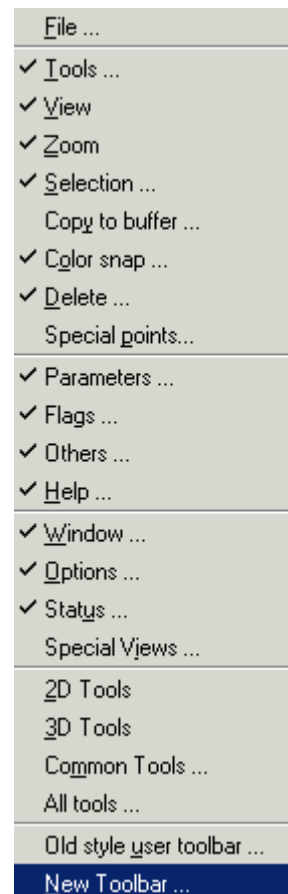 File ...
Tools ...
View
Zoom
Selection ...
Copy to buffer ...
Color snap ...
Delete ...
Special points...
Parameters ...
Flags ...
Others ...
Help ...
Window ...
Options ...
Status ...
Special Views ...
2D Tools
3D Tools
Common Tools ...
All tools ...
Old style user toolbar ...
New Toolbar ...